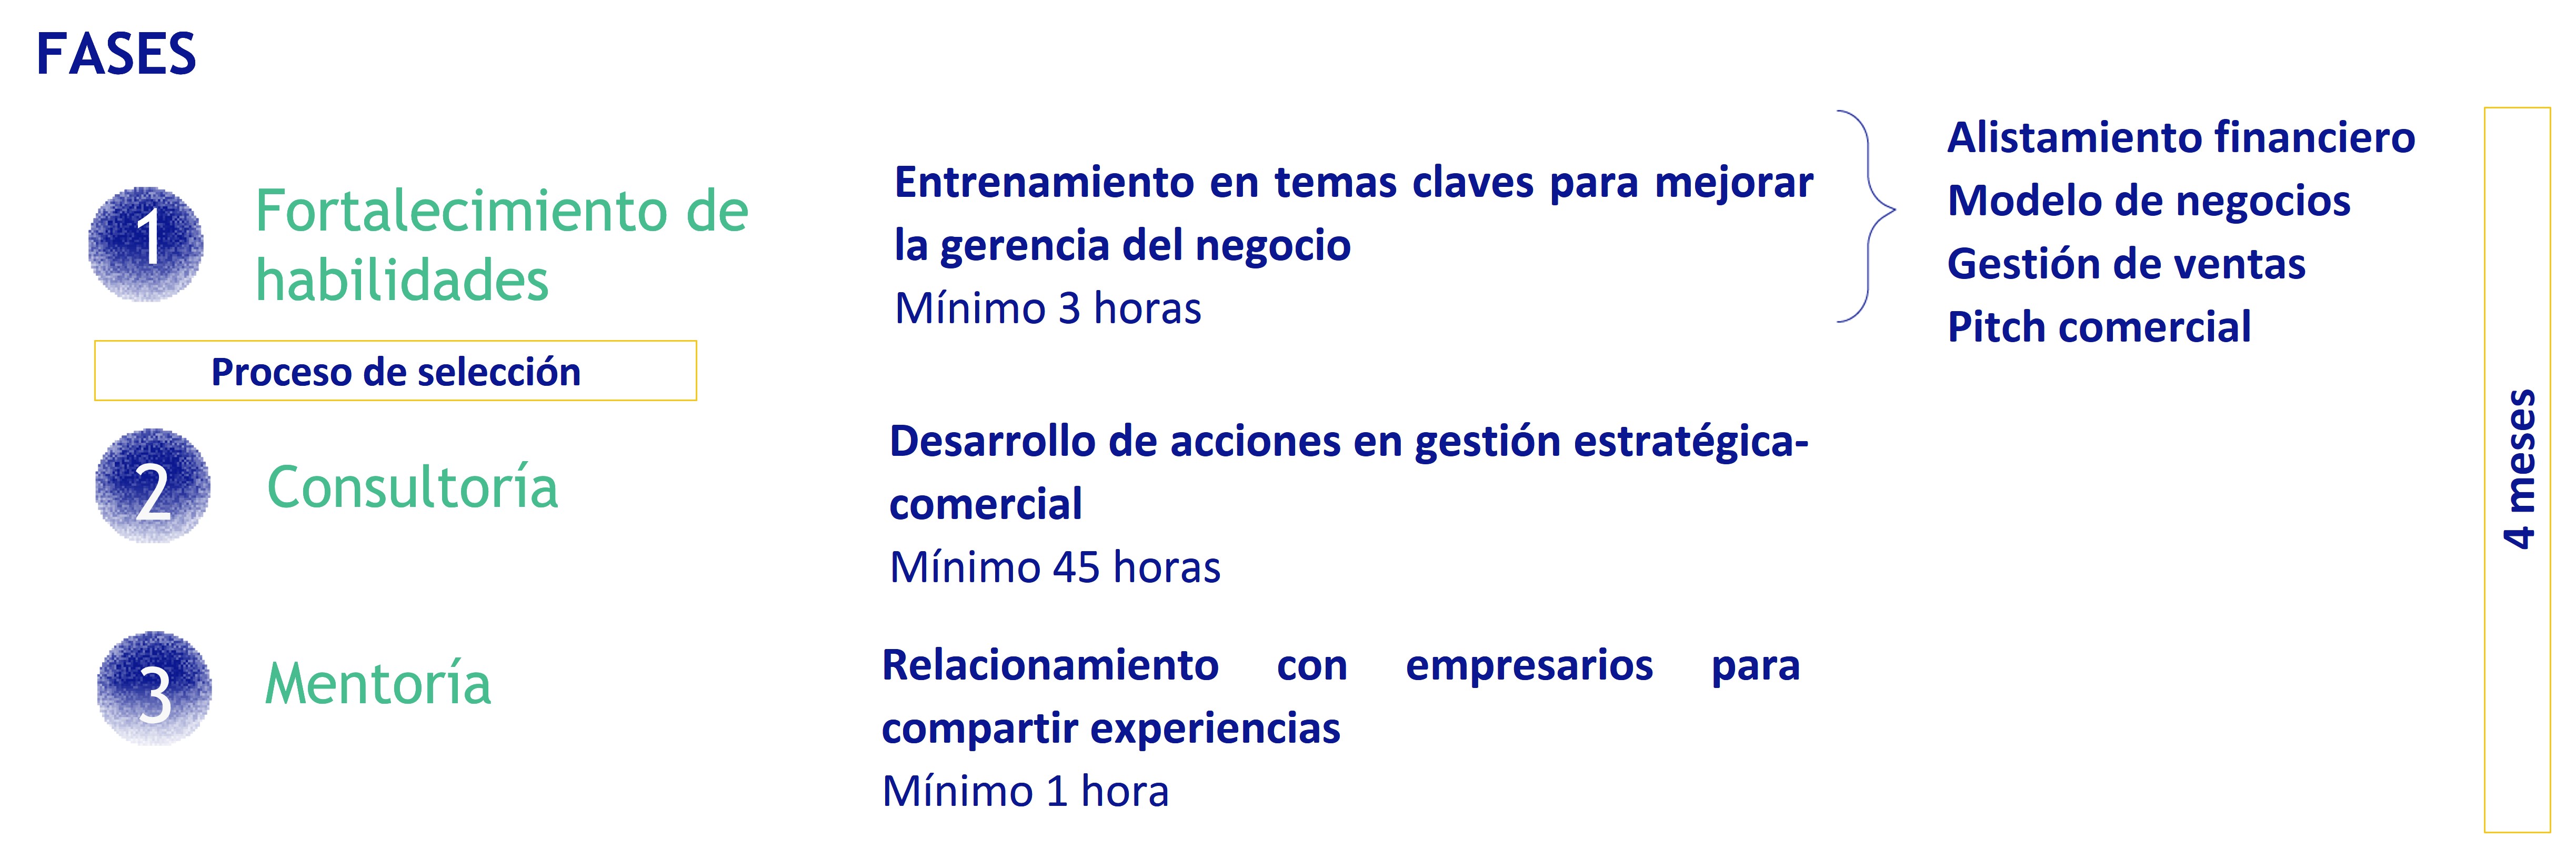 FASES
1
Fortalecimiento de
habilidades
Entrenamiento en temas claves para mejorar
la gerencia del negocio
Mínimo 3 horas
Alistamiento financiero
Modelo de negocios
Gestión de ventas
Pitch comercial
Proceso de selección
2
Consultoría
Desarrollo de acciones en gestión estratégica-
comercial
Mínimo 45 horas
3
Mentoría
Relacionamiento con empresarios para
compartir experiencias
Mínimo 1 hora
4 meses